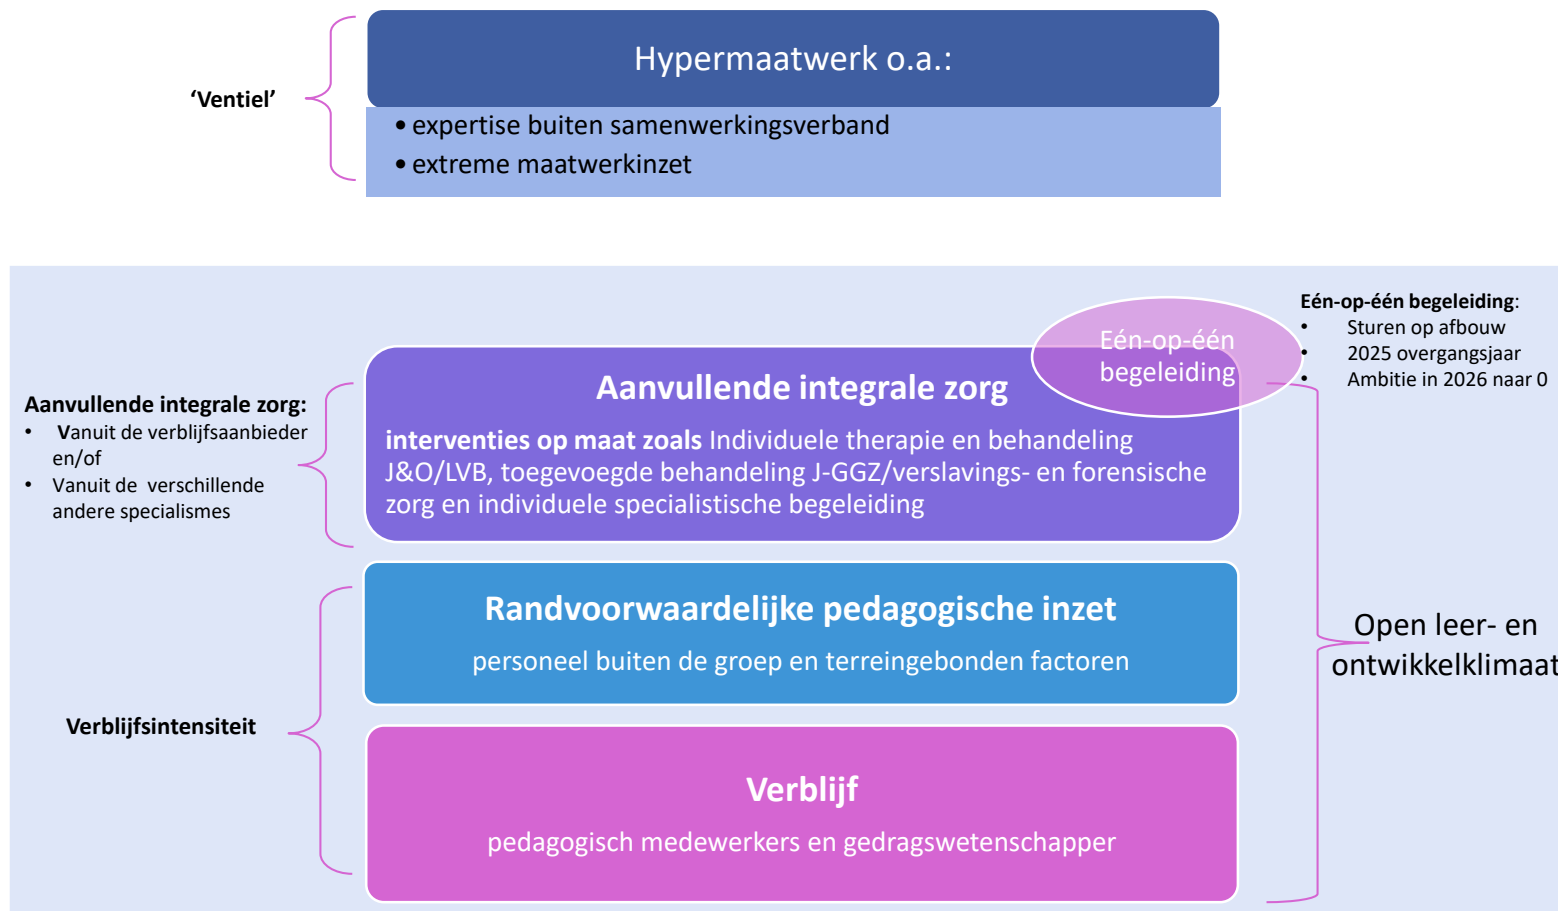 Hypermaatwerk o.a.:
‘Ventiel’
• expertise buiten samenwerkingsverband
• extreme maatwerkinzet
Eén-op-één begeleiding:
• Sturen op afbouw
• 2025 overgangsjaar
• Ambitie in 2026 naar 0
Eén-op-één
begeleiding
Aanvullende integrale zorg
interventies op maat zoals Individuele therapie en behandeling
J&O/LVB, toegevoegde behandeling J-GGZ/verslavings- en forensische
zorg en individuele specialistische begeleiding
Aanvullende integrale zorg:
• Vanuit de verblijfsaanbieder
en/of
• Vanuit de verschillende
andere specialismes
Randvoorwaardelijke pedagogische inzet
personeel buiten de groep en terreingebonden factoren
Open leer- en
ontwikkelklimaat
Verblijfsintensiteit
Verblijf
pedagogisch medewerkers en gedragswetenschapper